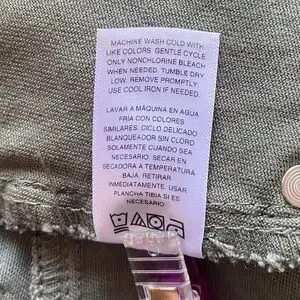 MACHINE WASH COLD WITH
LIKE COLORS. GENTLE CYCLE
ONLY NONCHLORINE BLEACH
WHEN NEEDED. TUMBLE DRY
LOW. REMOVE PROMPTLY.
USE COOL IRON IF NEEDED.
LAVAR A MÁQUINA EN AGUA
FRÍA CON COLORES
SIMILARES. CICLO DELICADO.
BLANQUEADOR SIN CLORO
SOLAMENTE CUANDO SEA
NECESARIO. SECAR EN
SECADORA A TEMPERATURA
BAJA. RETIRAR
INMEDIATAMENTE. USAR
PLANCHA TIBIA SI ES
NECESARIO